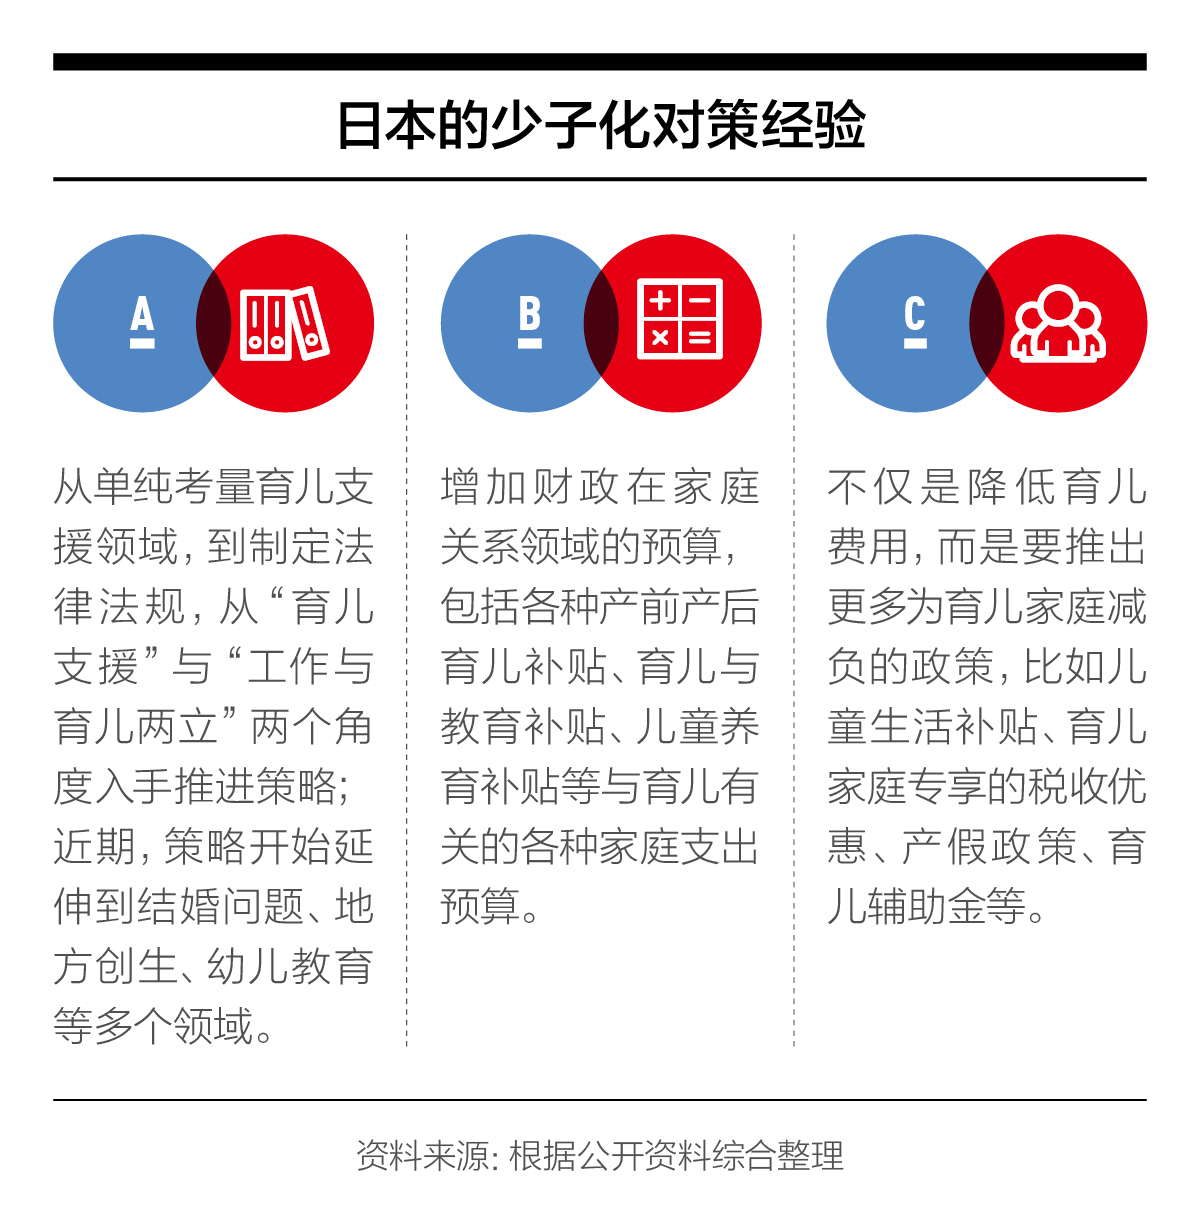 日本的少子化对策经验
A
从单纯考量育儿支
援领域，到制定法
律法规，从“育儿
支援”与“工作与
育儿两立”两个角
度入手推进策略；
近期，策略开始延
伸到结婚问题、地
方创生、幼儿教育
等多个领域。
B
增加财政在家庭
关系领域的预算，
包括各种产前产后
育儿补贴、育儿与
教育补贴、儿童养
育补贴等与育儿有
关的各种家庭支出
预算。
C
不仅是降低育儿
费用，而是要推出
更多为育儿家庭减
负的政策，比如儿
童生活补贴、育儿
家庭专享的税收优
惠、产假政策、育
儿辅助金等。
资料来源：根据公开资料综合整理